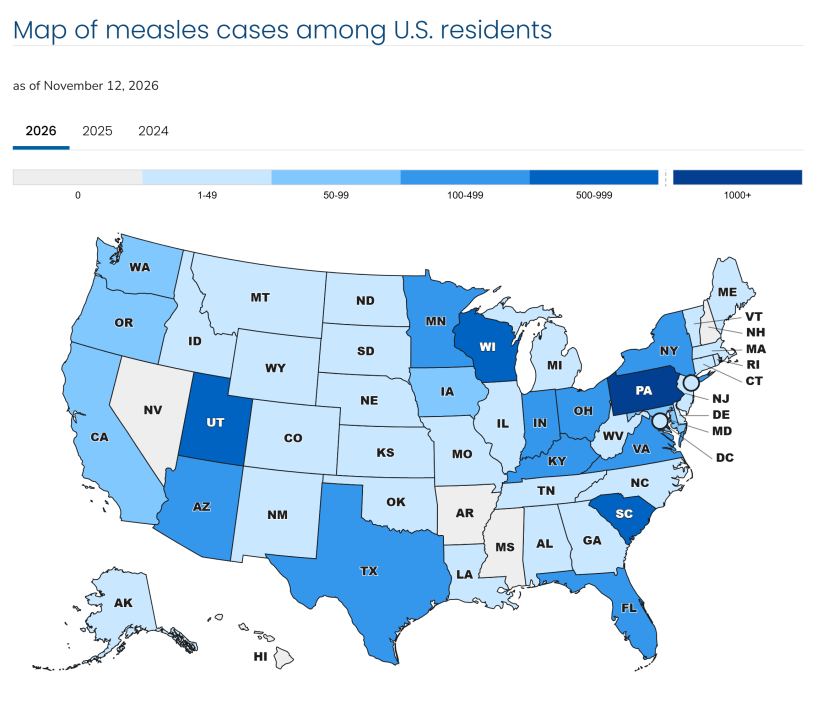 Map of measles cases among U.S. residents
as of November 12, 2026
2026 2025 2024
0 1-49 50-99 100-499 500-999 1000+
WA
MT
ND
MN
ME
OR
ID
SD
WI
VT
NH
NY
MA
MI
RI
WY
CT
IA
PA
NE
NJ
NV
IL
IN
OH
DE
UT
MD
CA
CO
WV
VA
KS
MO
KY
DC
NC
TN
OK
AZ
NM
AR
SC
MS
AL
GA
TX
LA
AK
FL
HI